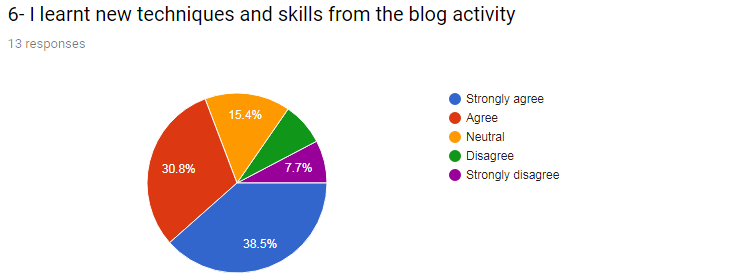 6- I learnt new techniques and skills from the blog activity
13 responses
Strongly agree
Agree
Neutral
Disagree
Strongly disagree
15.4%
30.8%
7.7%
38.5%